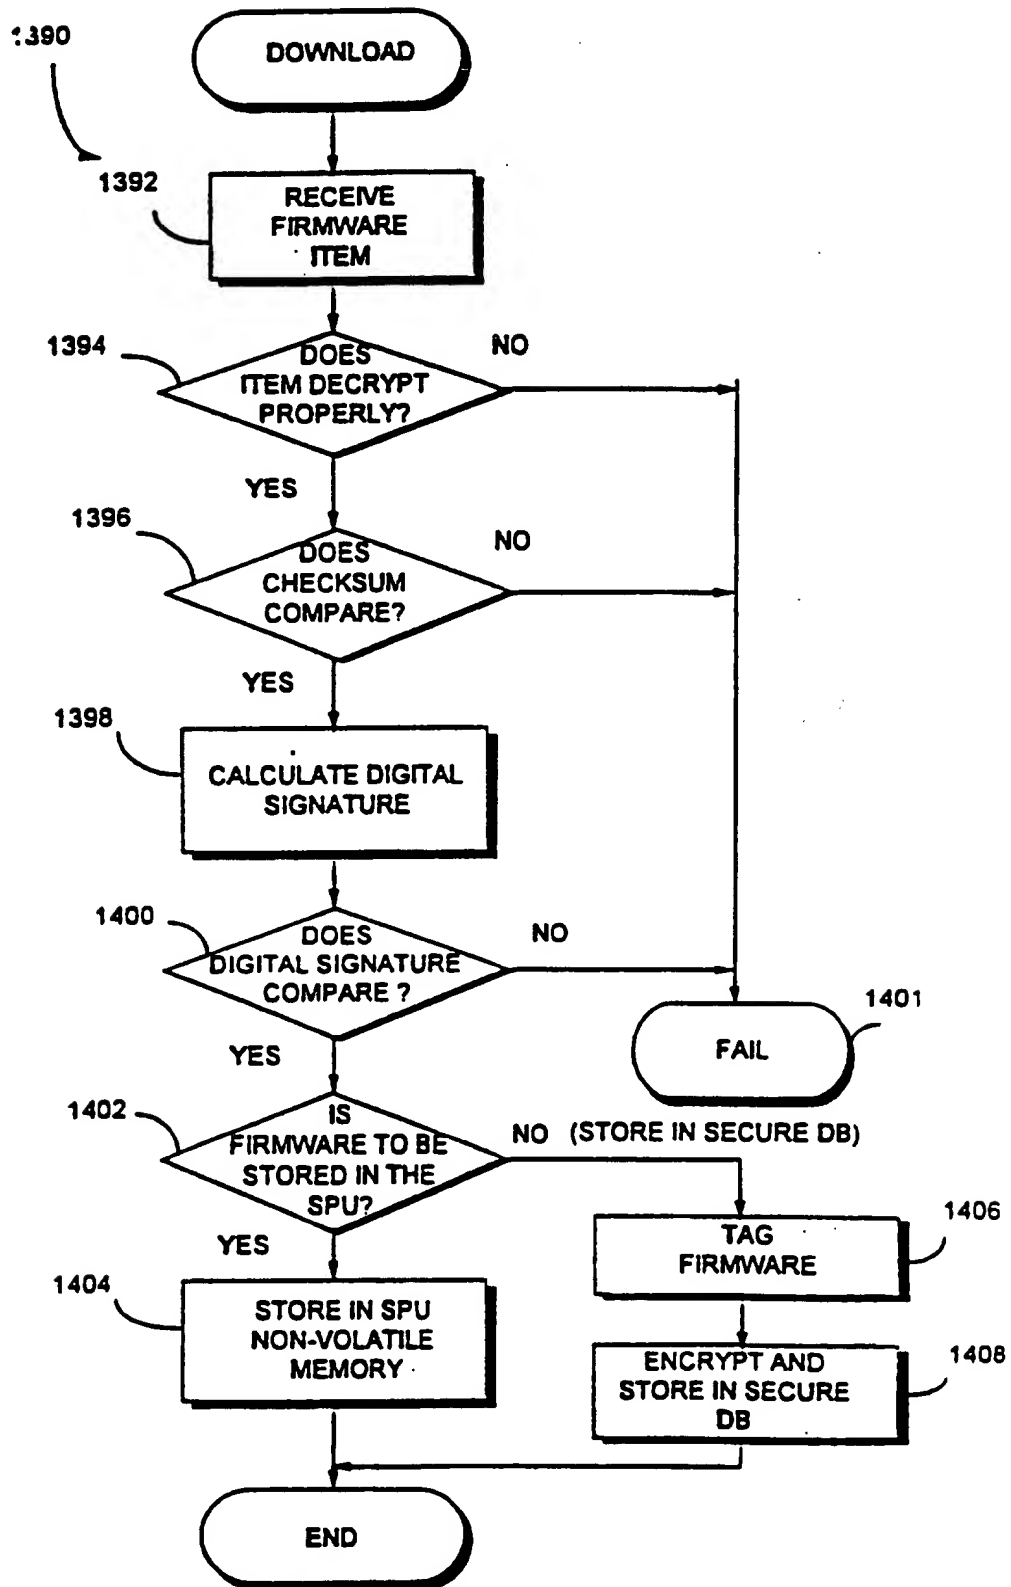 1390
DOWNLOAD
1392
RECEIVE
FIRMWARE
ITEM
1394
DOES
ITEM DECRYPT
PROPERLY?
NO
YES
1396
DOES
CHECKSUM
COMPARE?
NO
YES
1398
CALCULATE DIGITAL
SIGNATURE
1400
DOES
DIGITAL SIGNATURE
COMPARE ?
NO
YES
1401
FAIL
1402
IS
FIRMWARE TO BE
STORED IN THE
SPU?
NO (STORE IN SECURE DB)
YES
1404
STORE IN SPU
NON-VOLATILE
MEMORY
1406
TAG
FIRMWARE
1408
ENCRYPT AND
STORE IN SECURE
DB
END